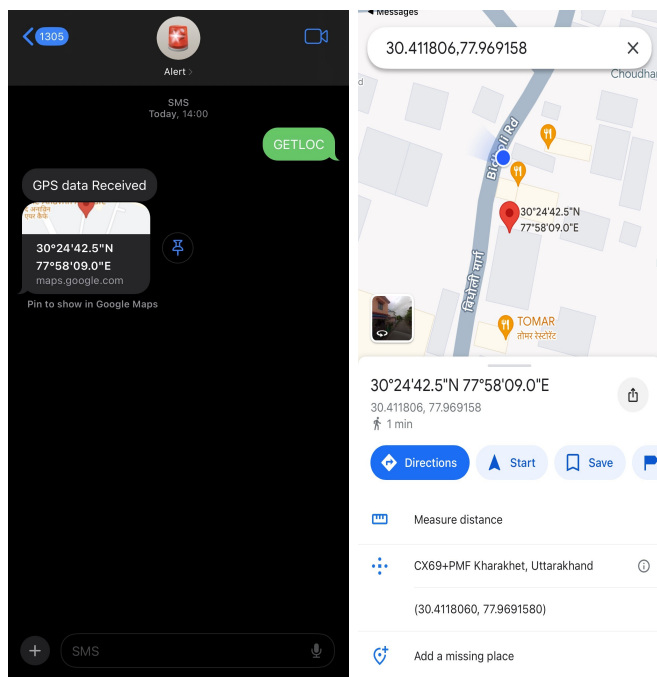 1305
Alert
SMS
Today, 14:00
GETLOC
GPS data Received
30°24'42.5"N
77°58'09.0"E
maps.google.com
Pin to show in Google Maps
SMS
Messages
30.411806,77.969158
Choudha
Bidholi Rd
30°24'42.5"N
77°58'09.0"E
बिधोली मार्ग
TOMAR
तोमर रेस्टोरेंट
30°24'42.5"N 77°58'09.0"E
30.411806, 77.969158
1 min
Directions
Start
Save
Measure distance
CX69+PMF Kharakhet, Uttarakhand
(30.4118060, 77.9691580)
Add a missing place